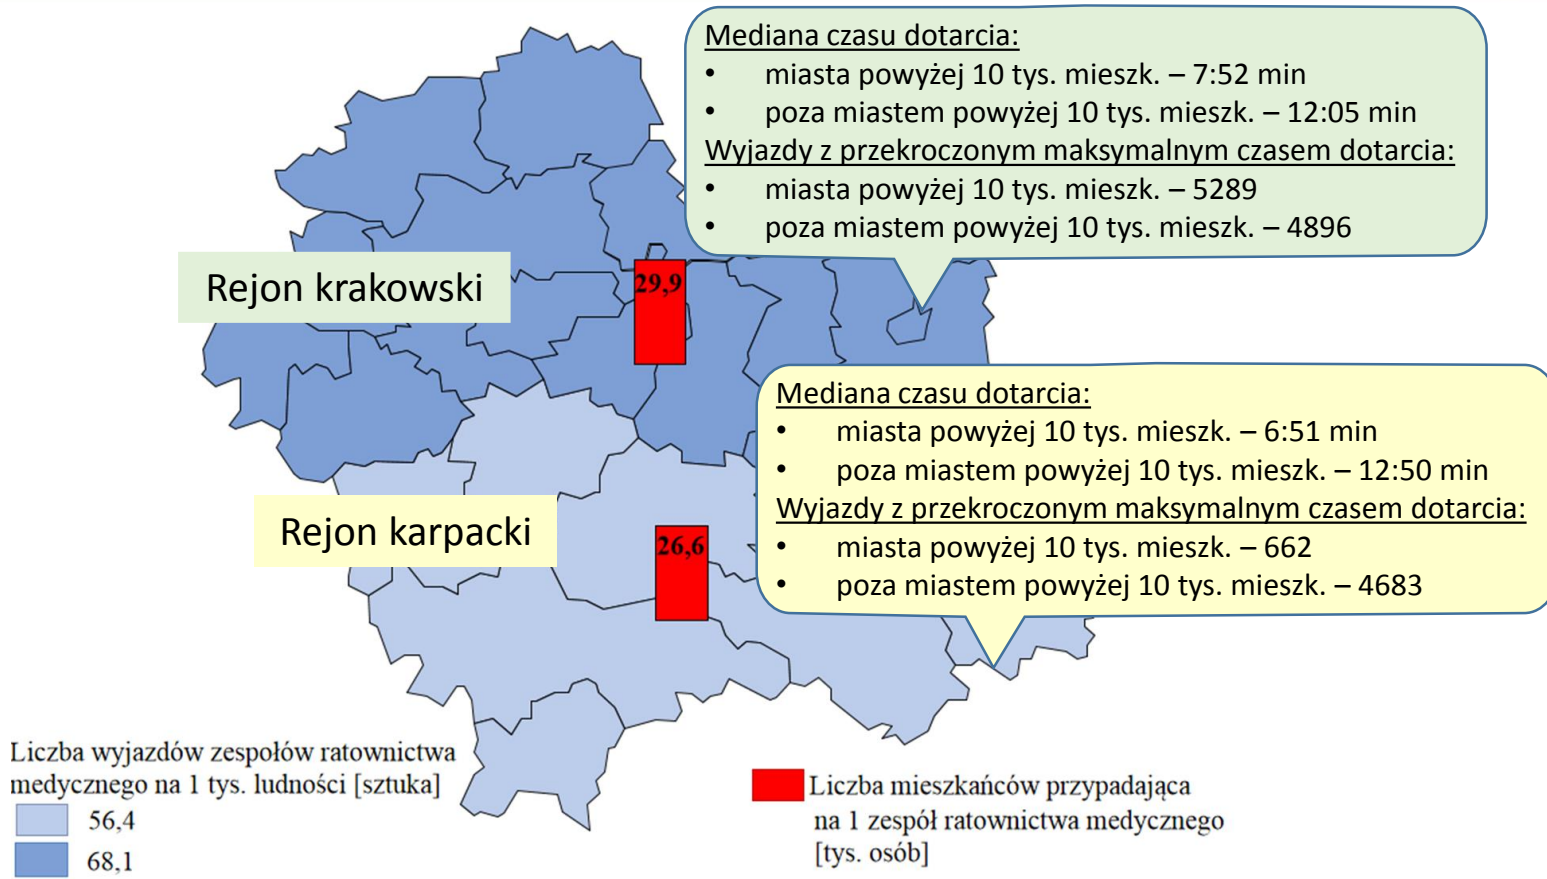 Mediana czasu dotarcia:
• miasta powyżej 10 tys. mieszk. – 7:52 min
• poza miastem powyżej 10 tys. mieszk. – 12:05 min
Wyjazdy z przekroczonym maksymalnym czasem dotarcia:
• miasta powyżej 10 tys. mieszk. – 5289
• poza miastem powyżej 10 tys. mieszk. – 4896
Rejon krakowski
29,9
Mediana czasu dotarcia:
• miasta powyżej 10 tys. mieszk. – 6:51 min
• poza miastem powyżej 10 tys. mieszk. – 12:50 min
Wyjazdy z przekroczonym maksymalnym czasem dotarcia:
• miasta powyżej 10 tys. mieszk. – 662
• poza miastem powyżej 10 tys. mieszk. – 4683
Rejon karpacki
26,6
Liczba wyjazdów zespołów ratownictwa
medycznego na 1 tys. ludności [sztuka]
56,4
68,1
Liczba mieszkańców przypadająca
na 1 zespół ratownictwa medycznego
[tys. osób]